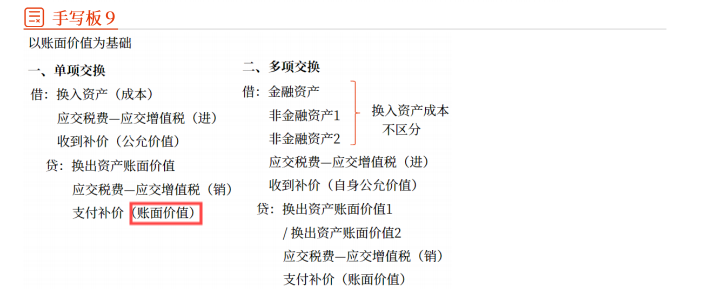 手写板 9
以账面价值为基础
一、单项交换
借：换入资产（成本）
应交税费—应交增值税（进）
收到补价（公允价值）
贷：换出资产账面价值
应交税费—应交增值税（销）
支付补价（账面价值）
二、多项交换
借：金融资产
非金融资产1
非金融资产2
换入资产成本
不区分
应交税费—应交增值税（进）
收到补价（自身公允价值）
贷：换出资产账面价值1
/ 换出资产账面价值2
应交税费—应交增值税（销）
支付补价（账面价值）